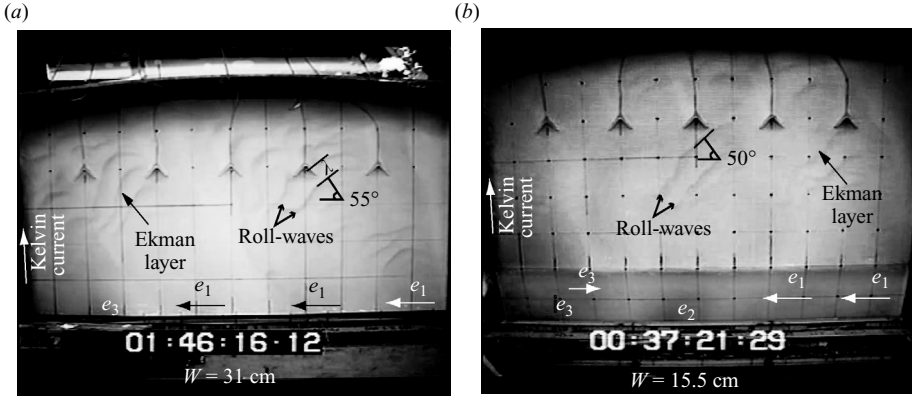 (a)
λ
55°
Roll-waves
Ekman
layer
Kelvin
current
e3
e1
e1
e1
01:46:16:12
W = 31 cm
(b)
50°
Roll-waves
Ekman
layer
Kelvin
current
e3
e3
e2
e1
e1
00:37:21:29
W = 15.5 cm